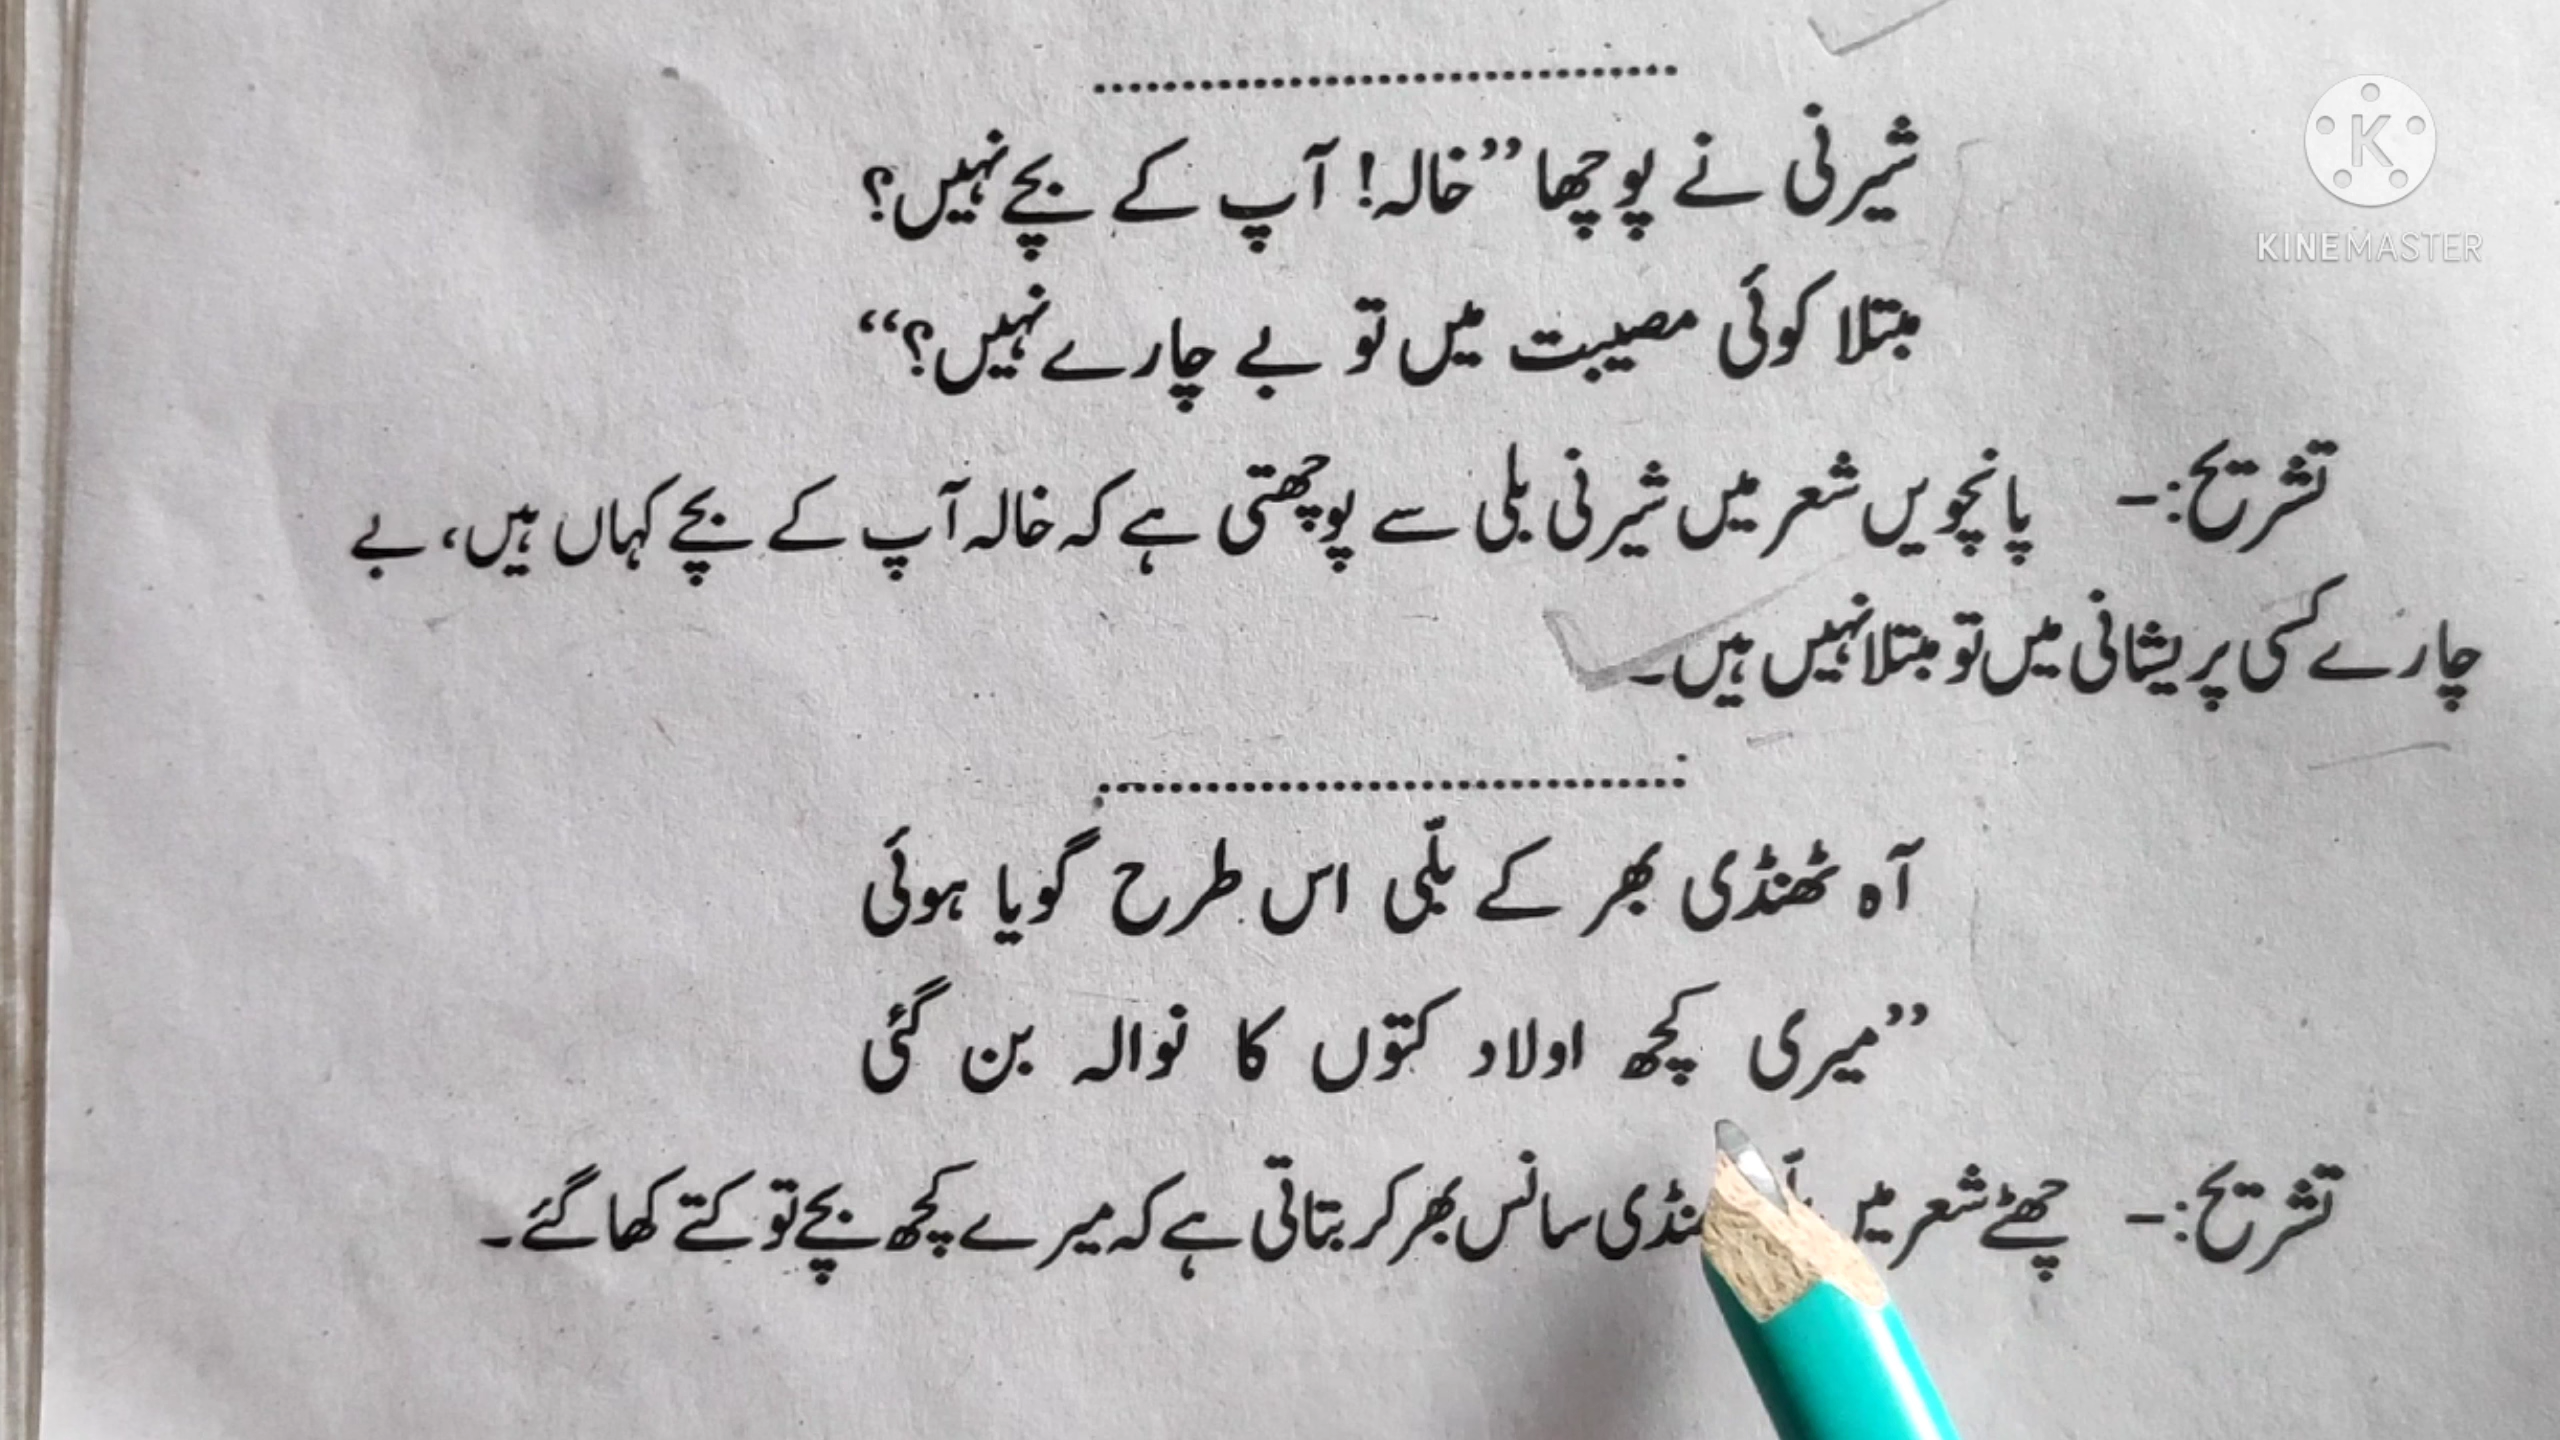 KINEMASTER
شیرنی نے پوچھا ”خالہ! آپ کے بچے نہیں؟
مبتلا کوئی مصیبت میں تو بے چارے نہیں؟“
تشریح:- پانچویں شعر میں شیرنی بلی سے پوچھتی ہے کہ خالہ آپ کے بچے کہاں ہیں، بے
چارے کسی پریشانی میں تو مبتلا نہیں ہیں۔
آہ ٹھنڈی بھر کے بلّی اس طرح گویا ہوئی
”میری کچھ اولاد کتوں کا نوالہ بن گئی
تشریح:- چھٹے شعر میں سانس بھر کر بتاتی ہے کہ میرے کچھ بچے تو کتے کھا گئے۔